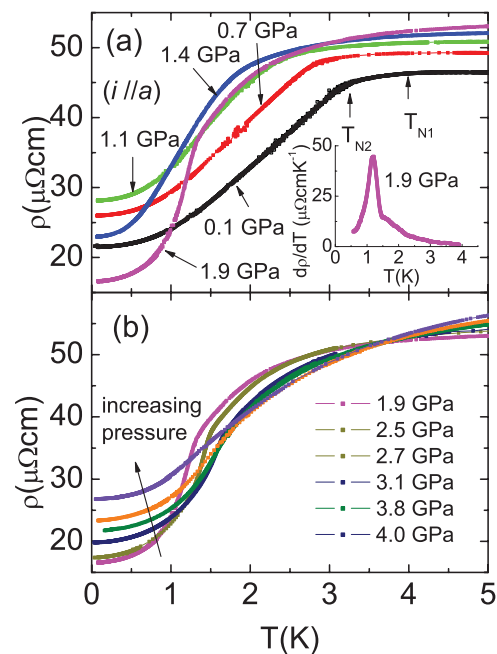 (a)
0.7 GPa
(i //a)
1.4 GPa
1.1 GPa
T_N2
T_N1
0.1 GPa
1.9 GPa
50
40
30
20
ρ(μΩcm)
50
25
0
dρ/dT (μΩcmK⁻¹)
1.9 GPa
0 1 2 3 4 5
T(K)
(b)
increasing
pressure
1.9 GPa
2.5 GPa
2.7 GPa
3.1 GPa
3.8 GPa
4.0 GPa
50
40
30
20
ρ(μΩcm)
0 1 2 3 4 5
T(K)